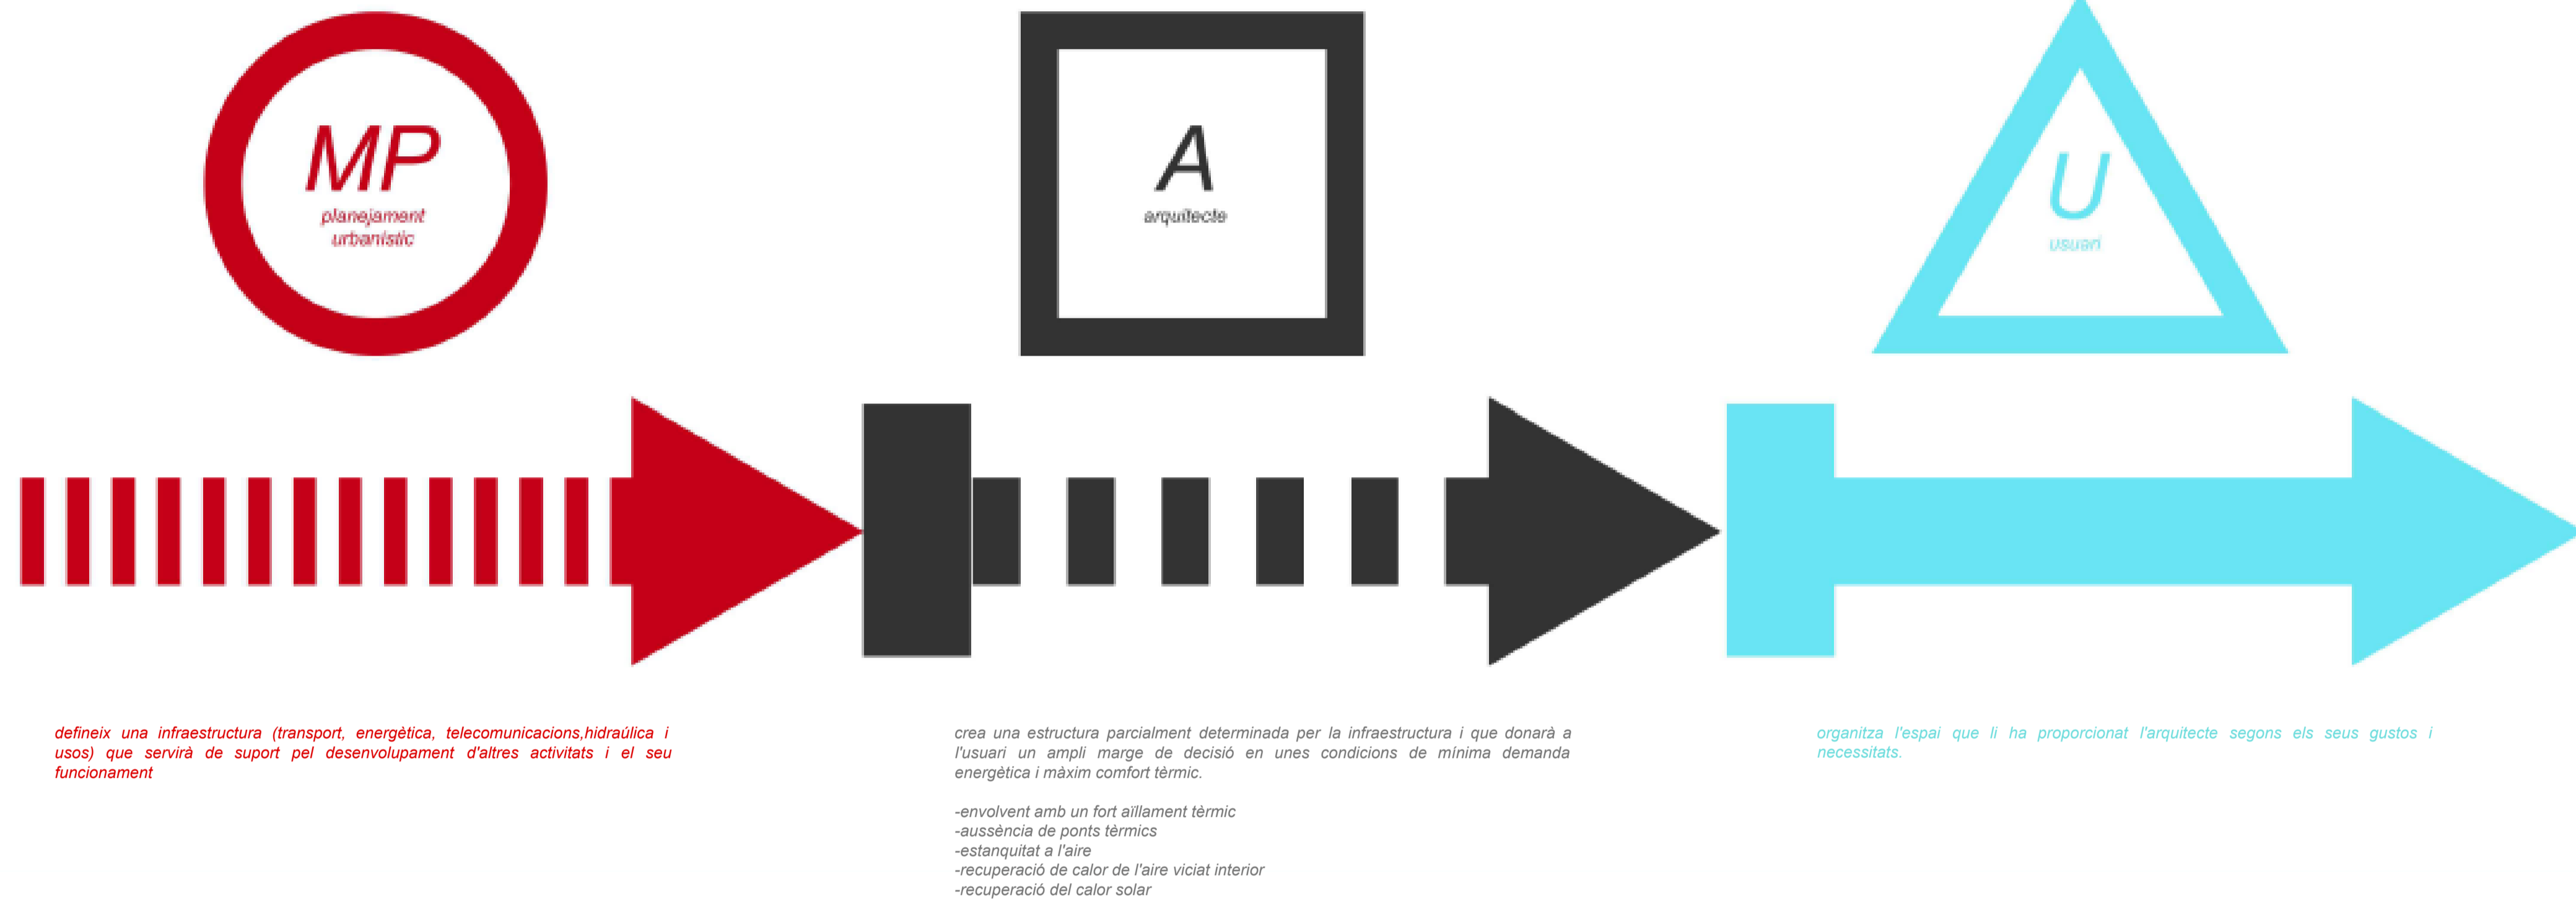 MP
planejament
urbanístic
A
arquitecte
U
usuari
defineix una infraestructura (transport, energètica, telecomunicacions,hidraúlica i
usos) que servirà de suport pel desenvolupament d'altres activitats i el seu
funcionament
crea una estructura parcialment determinada per la infraestructura i que donarà a
l'usuari un ampli marge de decisió en unes condicions de mínima demanda
energètica i màxim comfort tèrmic.
-envolvent amb un fort aïllament tèrmic
-aussència de ponts tèrmics
-estanquitat a l'aire
-recuperació de calor de l'aire viciat interior
-recuperació del calor solar
organitza l'espai que li ha proporcionat l'arquitecte segons els seus gustos i
necessitats.